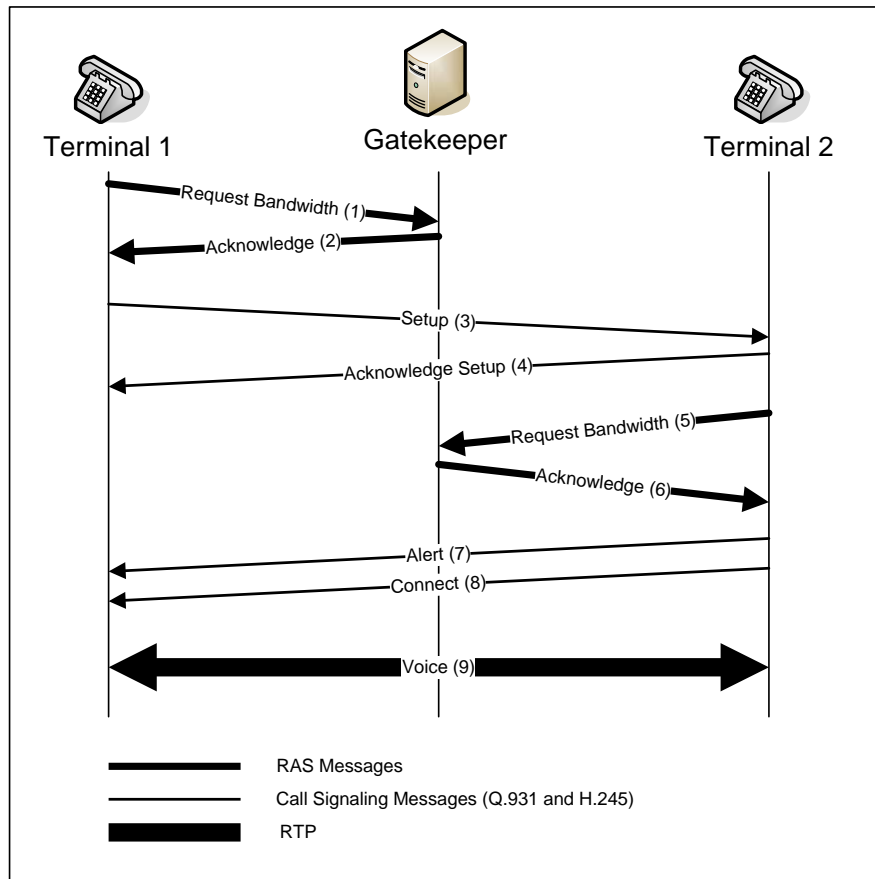 Terminal 1
Gatekeeper
Terminal 2
Request Bandwidth (1)
Acknowledge (2)
Setup (3)
Acknowledge Setup (4)
Request Bandwidth (5)
Acknowledge (6)
Alert (7)
Connect (8)
Voice (9)
RAS Messages
Call Signaling Messages (Q.931 and H.245)
RTP